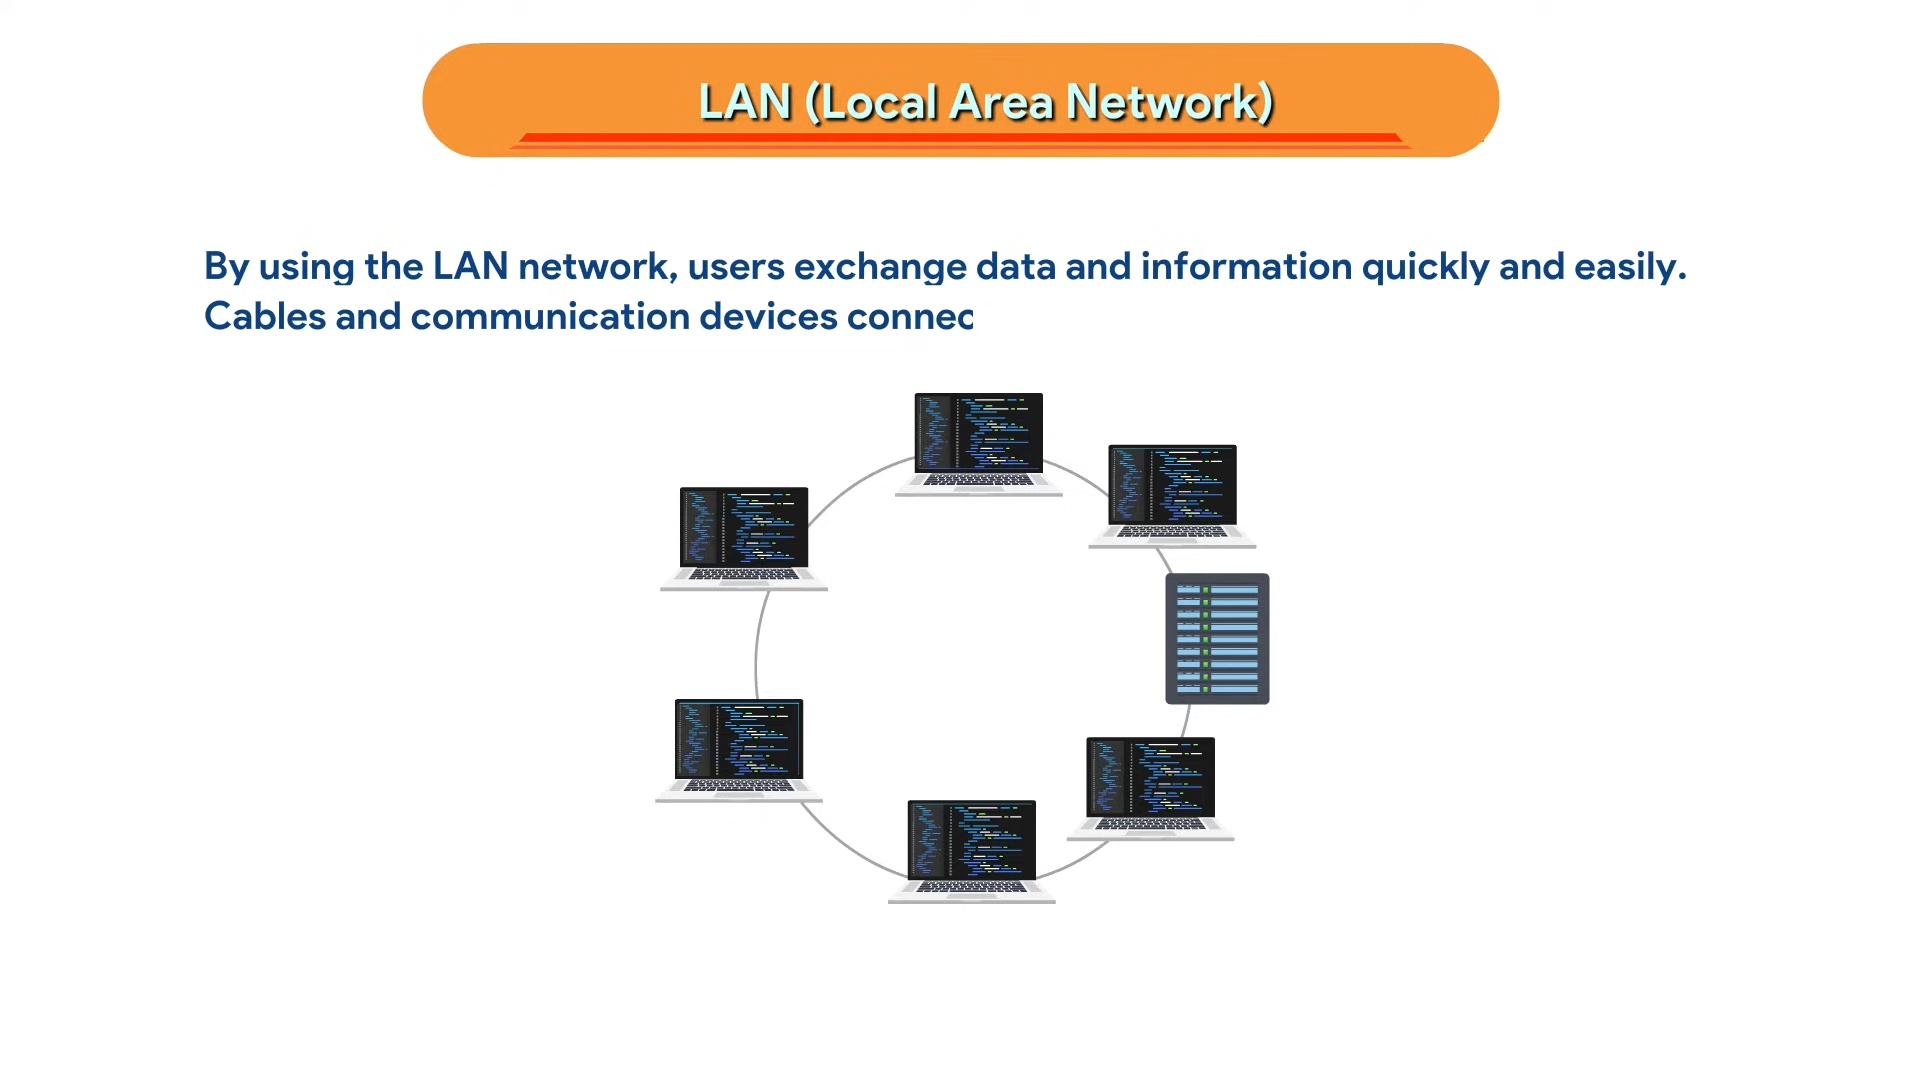 LAN (Local Area Network)
By using the LAN network, users exchange data and information quickly and easily.
Cables and communication devices connec